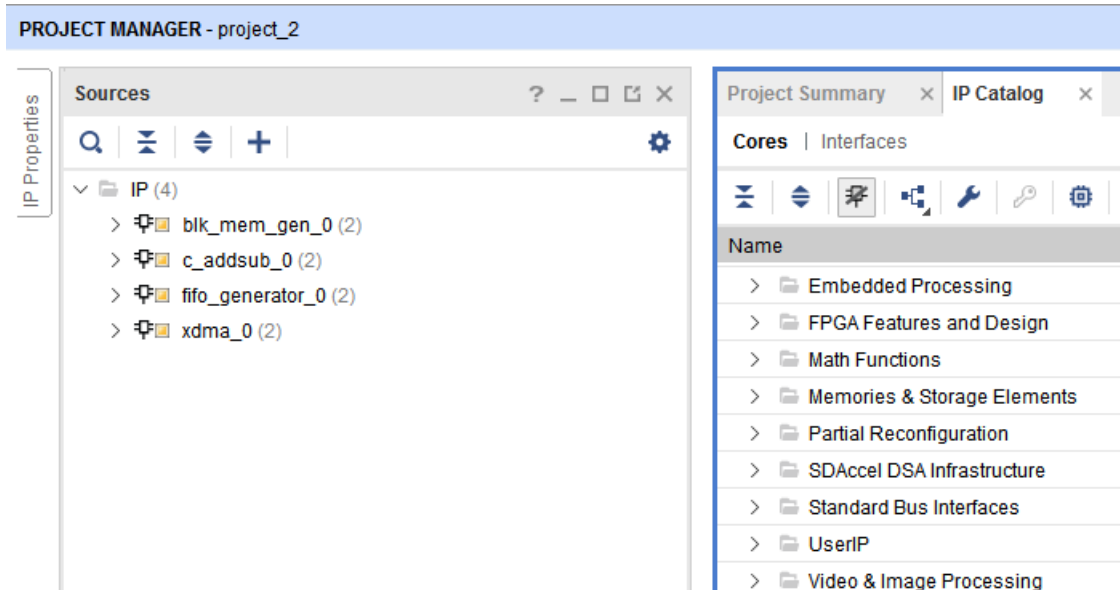 PROJECT MANAGER - project_2
IP Properties
Sources
IP (4)
blk_mem_gen_0 (2)
c_addsub_0 (2)
fifo_generator_0 (2)
xdma_0 (2)
Project Summary IP Catalog
Cores | Interfaces
Name
Embedded Processing
FPGA Features and Design
Math Functions
Memories & Storage Elements
Partial Reconfiguration
SDAccel DSA Infrastructure
Standard Bus Interfaces
UserIP
Video & Image Processing